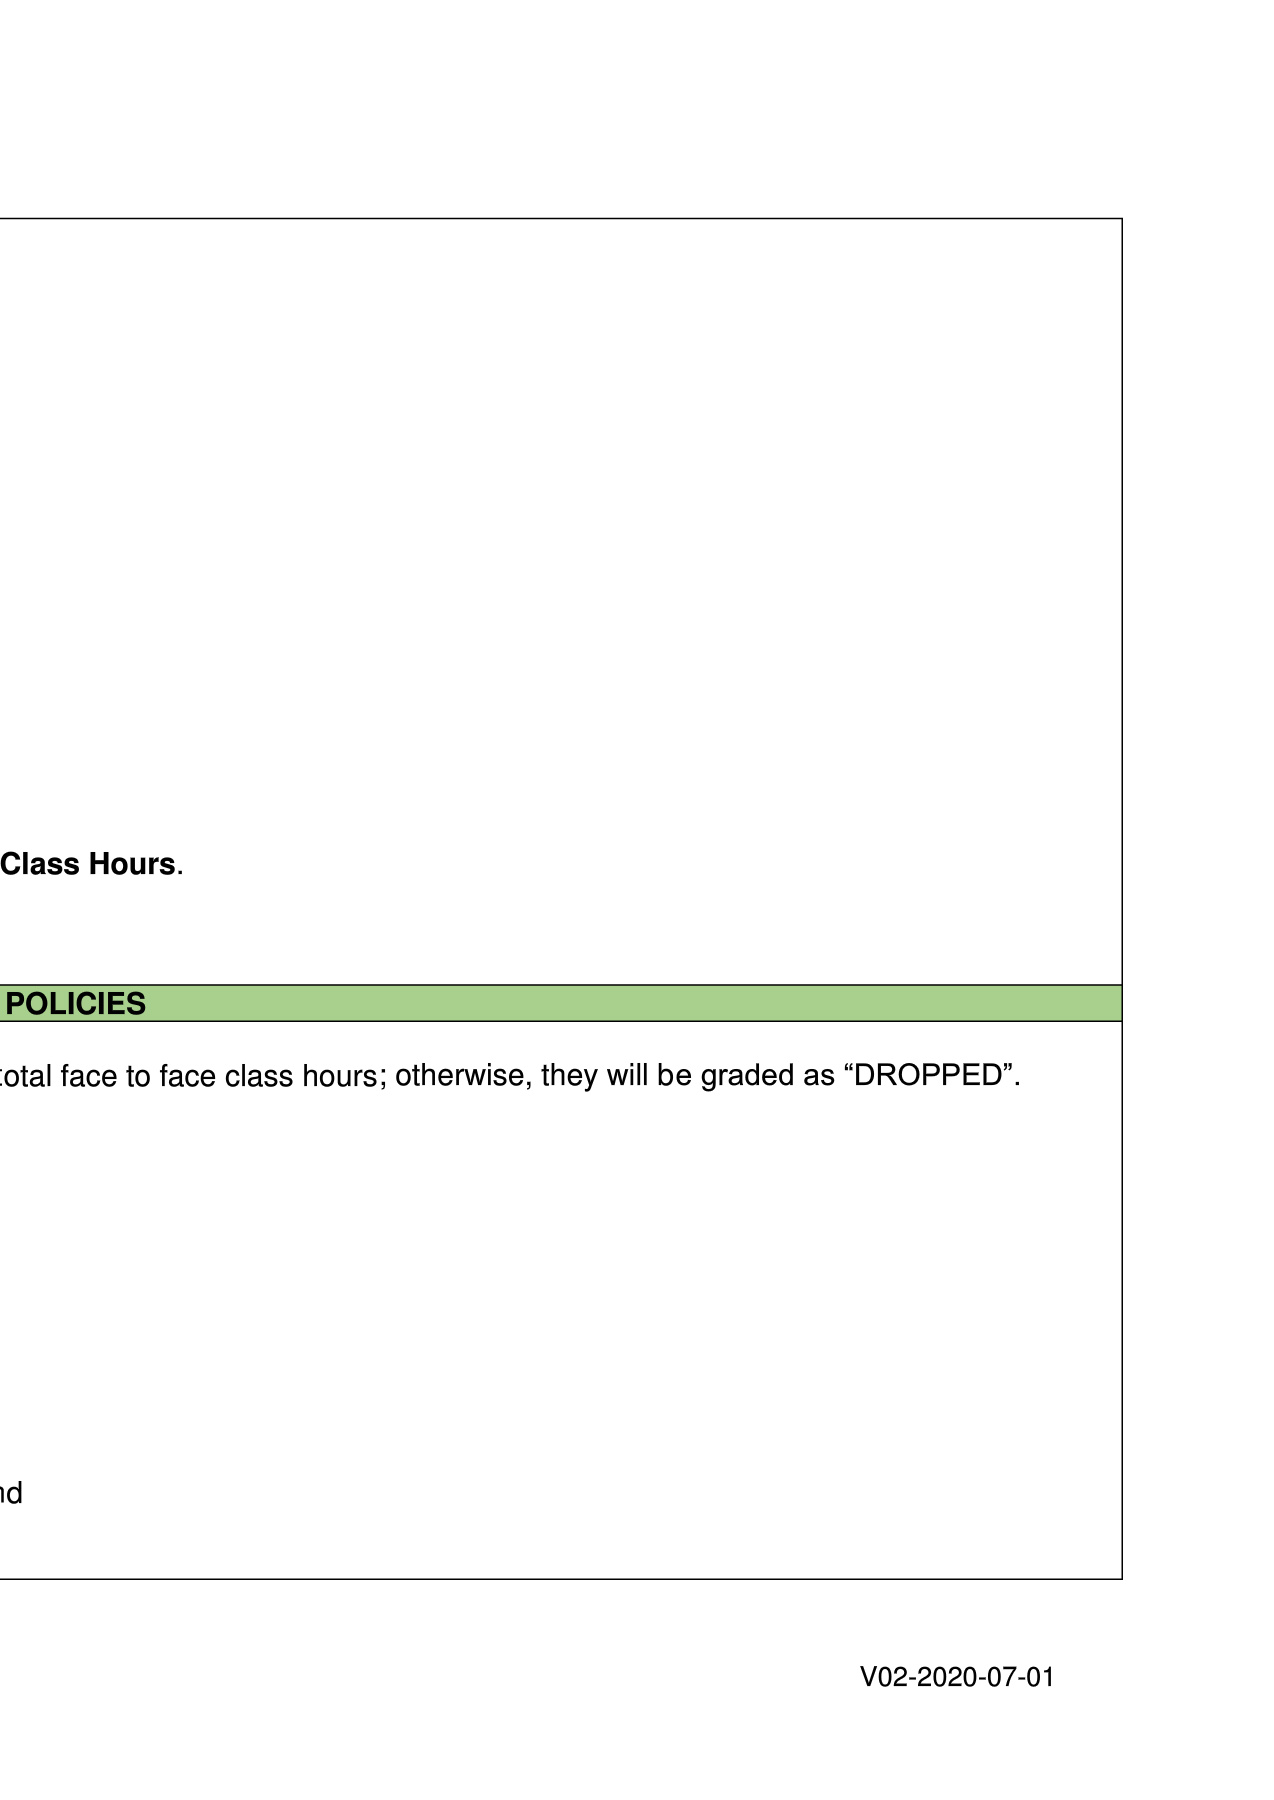 Class Hours.
POLICIES
total face to face class hours; otherwise, they will be graded as “DROPPED”.
nd
V02-2020-07-01